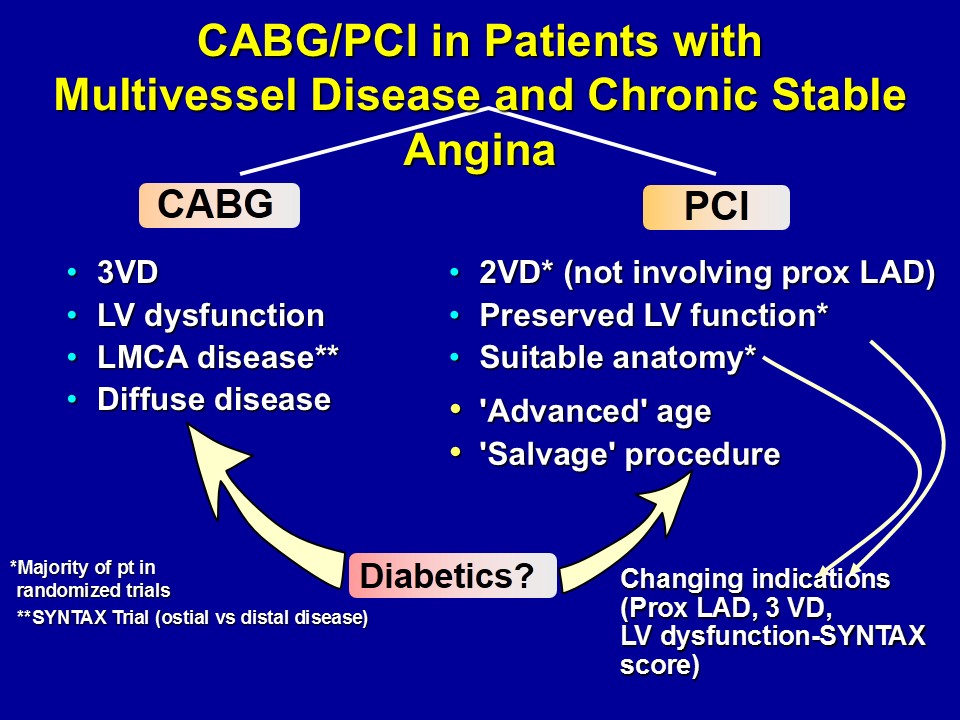 CABG/PCI in Patients with
Multivessel Disease and Chronic Stable
Angina
CABG
• 3VD
• LV dysfunction
• LMCA disease**
• Diffuse disease
PCI
• 2VD* (not involving prox LAD)
• Preserved LV function*
• Suitable anatomy*
• 'Advanced' age
• 'Salvage' procedure
Diabetics?
*Majority of pt in
randomized trials
**SYNTAX Trial (ostial vs distal disease)
Changing indications
(Prox LAD, 3 VD,
LV dysfunction-SYNTAX
score)